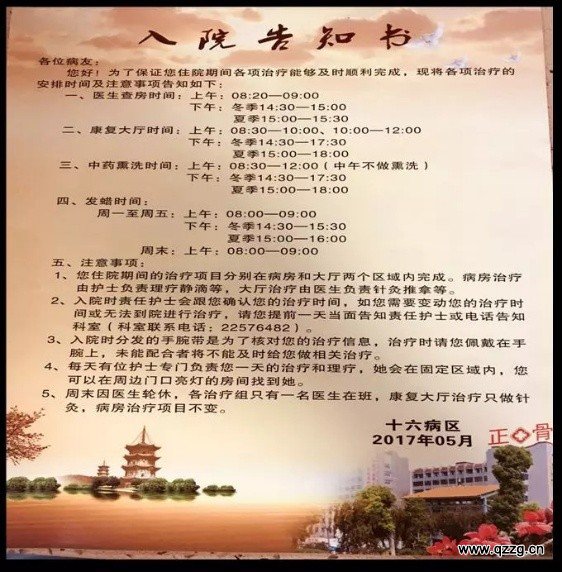 入院告知书
各位病友：
您好！为了保证您住院期间各项治疗能够及时顺利完成，现将各项治疗的
安排时间及注意事项告知如下：
一、医生查房时间：上午：08:20—09:00
下午：冬季14:30—15:00
夏季15:00—15:30
二、康复大厅时间：上午：08:30—10:00、10:00—12:00
下午：冬季14:30—17:30
夏季15:00—18:00
三、中药熏洗时间：上午：08:30—12:00（中午不做熏洗）
下午：冬季14:30—17:30
夏季15:00—18:00
四、发蜡时间：
周一至周五：上午：08:00—09:00
下午：冬季14:30—15:30
夏季15:00—16:00
周末：上午：08:00—09:00
五、注意事项：
1、您住院期间的治疗项目分别在病房和大厅两个区域内完成。病房治疗
由护士负责理疗静滴等，大厅治疗由医生负责针灸推拿等。
2、入院时责任护士会跟您确认您的治疗时间，如您需要变动您的治疗时
间或无法到院进行治疗，请您提前一天当面告知责任护士或电话告知
科室（科室联系电话：22576482）。
3、入院时分发的手腕带是为了核对您的治疗信息，治疗时请您佩戴在手
腕上，未能配合者将不能及时给您做相关治疗。
4、每天有位护士专门负责您一天的治疗和理疗，她会在固定区域内，您
可以在周边门口亮灯的房间找到她。
5、周末因医生轮休，各治疗组只有一名医生在班，康复大厅治疗只做针
灸，病房治疗项目不变。
十六病区
2017年05月
正骨
www.qzzg.cn